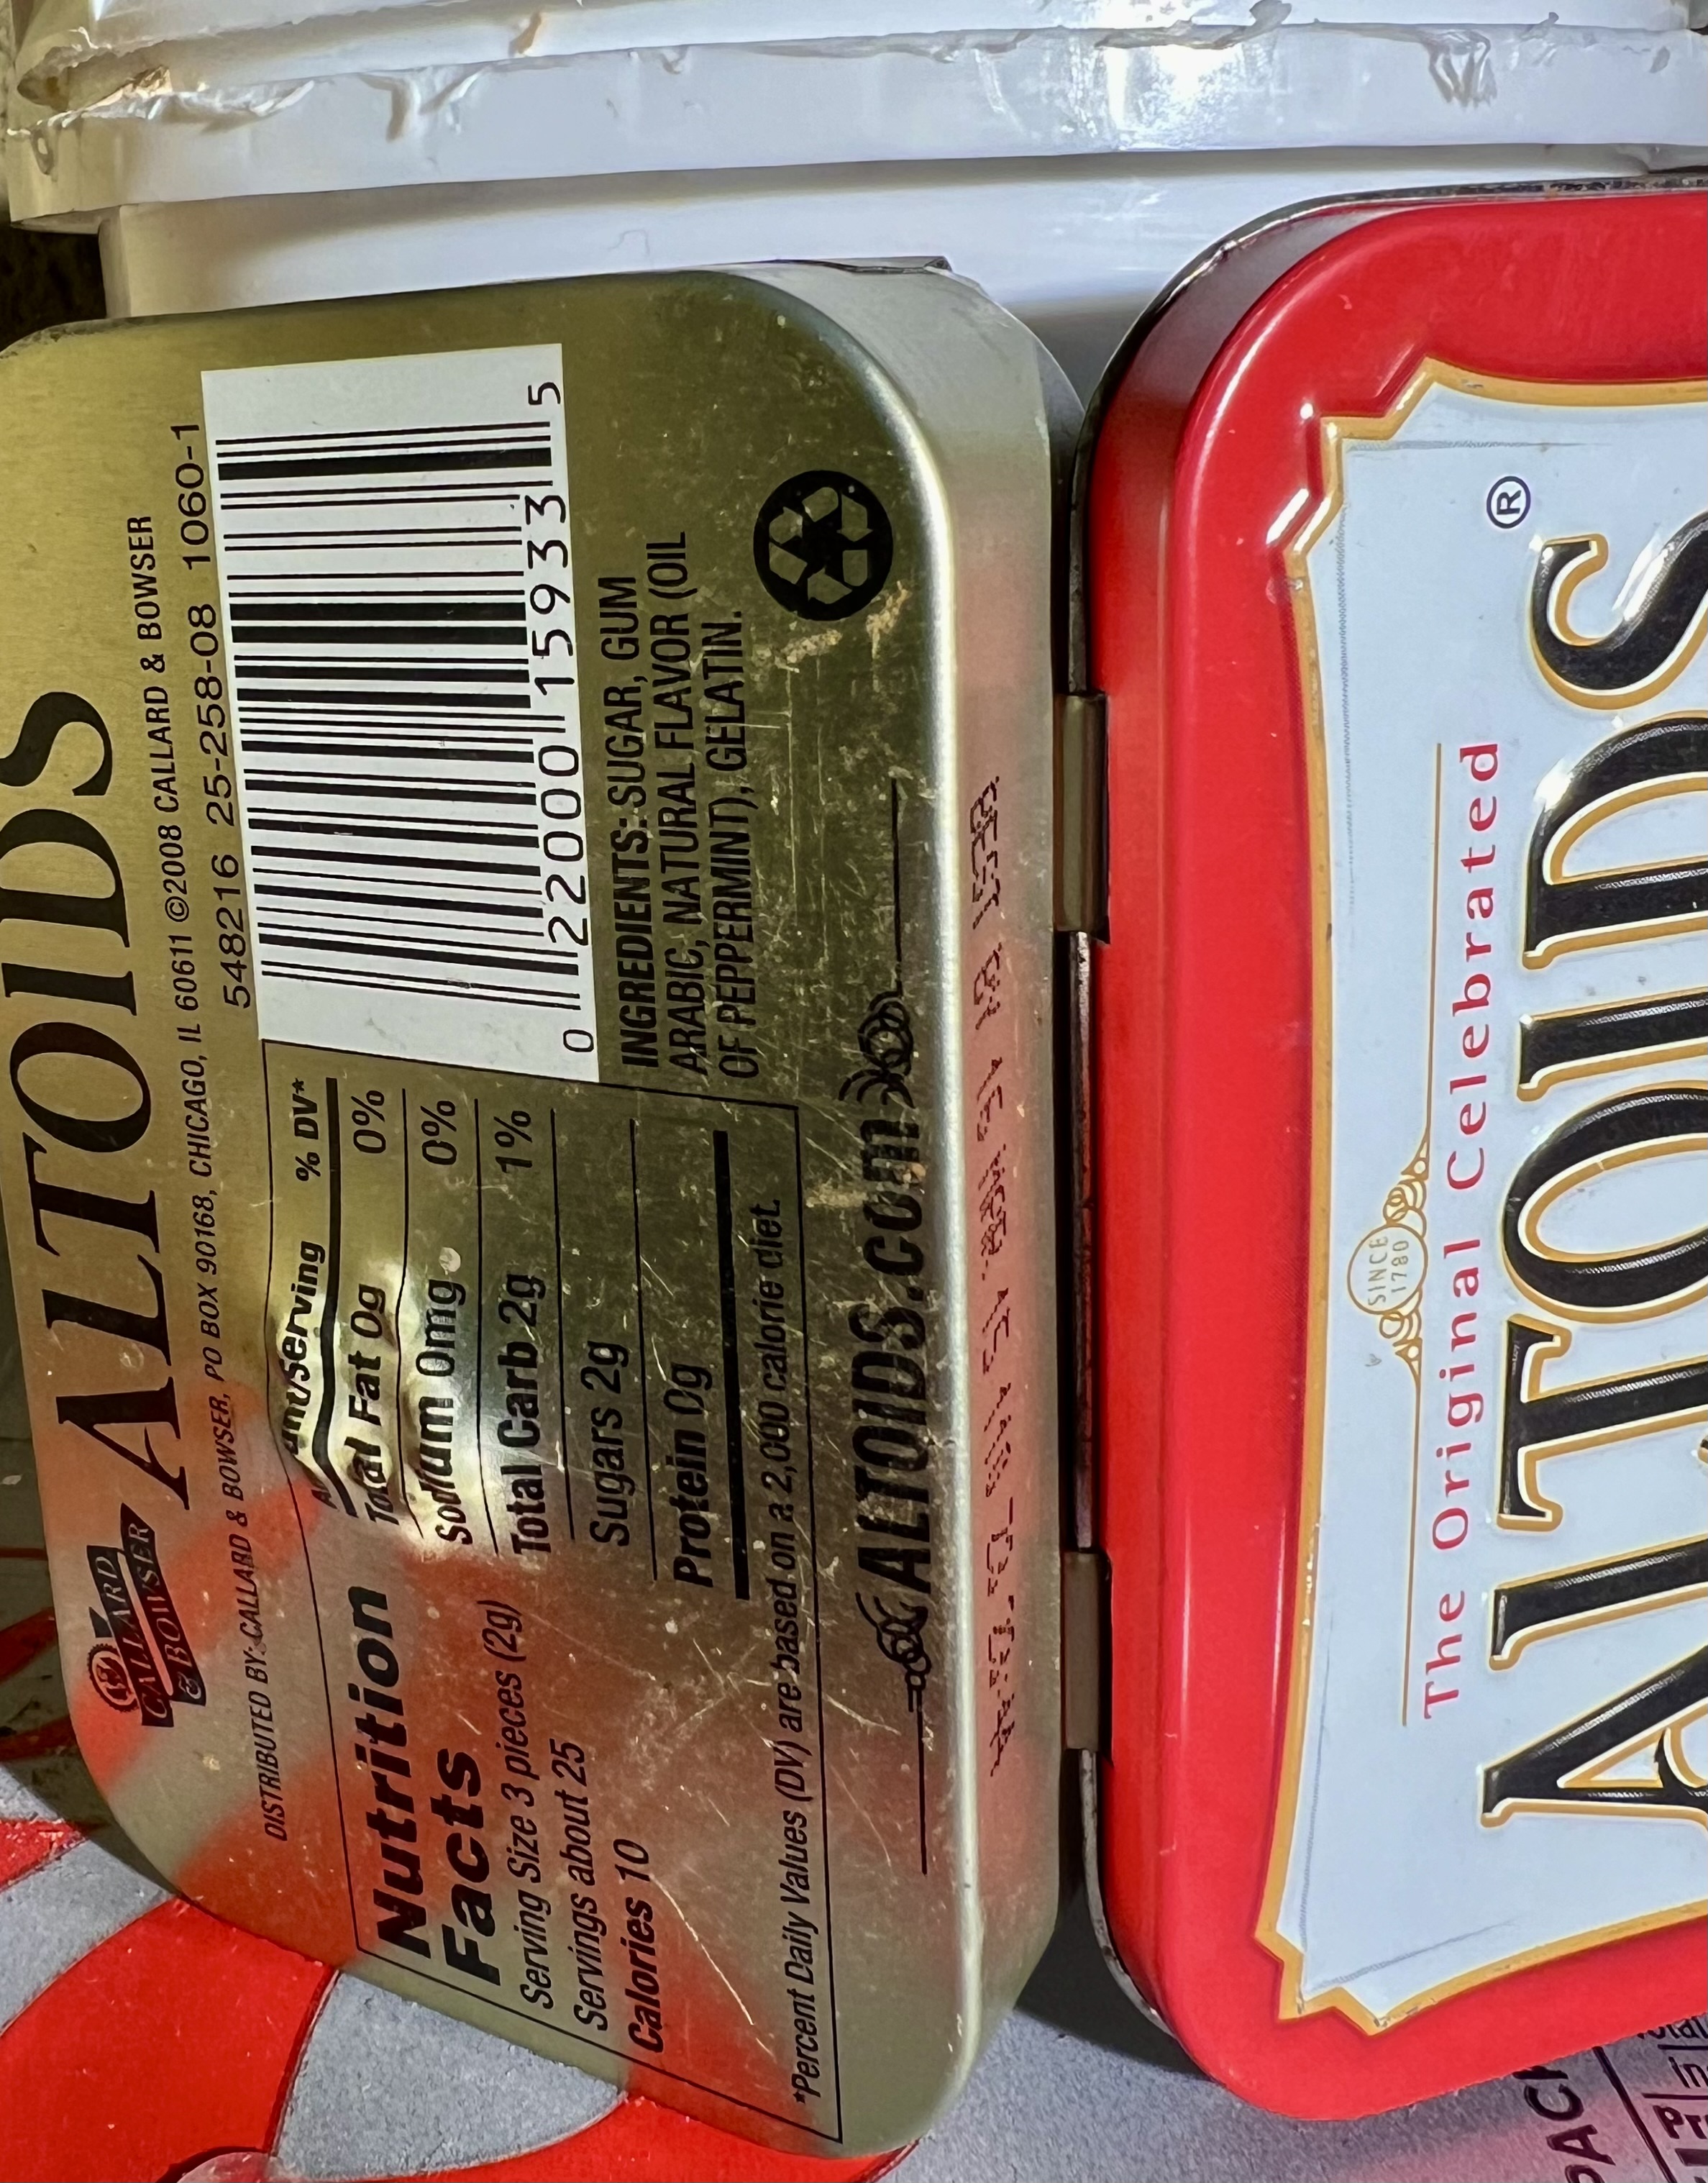 CALLARD
& BOWSER
ALTOIDS
DISTRIBUTED BY: CALLARD & BOWSER, PO BOX 90168, CHICAGO, IL 60611 ©2008 CALLARD & BOWSER
548216 25-258-08 1060-1
Nutrition
Facts
Serving Size 3 pieces (2g)
Servings about 25
Calories 10
Amount/Serving % DV*
Total Fat 0g 0%
Sodium 0mg 0%
Total Carb 2g 1%
Sugars 2g
Protein 0g
*Percent Daily Values (DV) are based on a 2,000 calorie diet.
0 22000 15933 5
INGREDIENTS: SUGAR, GUM
ARABIC, NATURAL FLAVOR (OIL
OF PEPPERMINT), GELATIN.
ALTOIDS.com
SINCE
1780
The Original Celebrated
ALTOIDS®